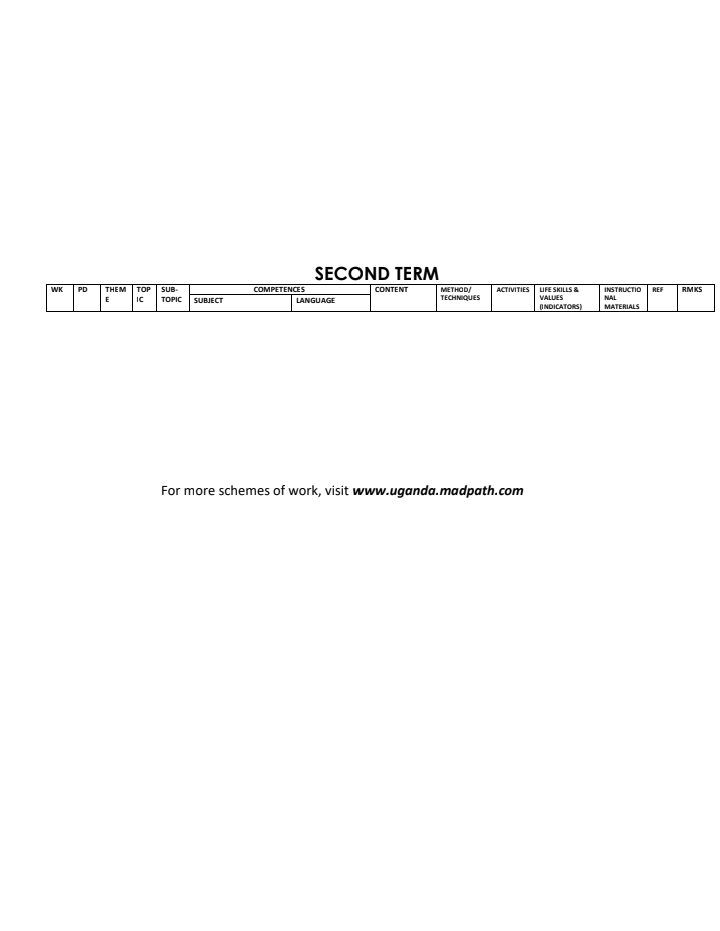 SECOND TERM
WK PD THEM TOP SUB- COMPETENCES CONTENT METHOD/ ACTIVITIES LIFE SKILLS & INSTRUCTIO REF RMKS
E IC TOPIC SUBJECT LANGUAGE TECHNIQUES VALUES NAL
(INDICATORS) MATERIALS
For more schemes of work, visit www.uganda.madpath.com